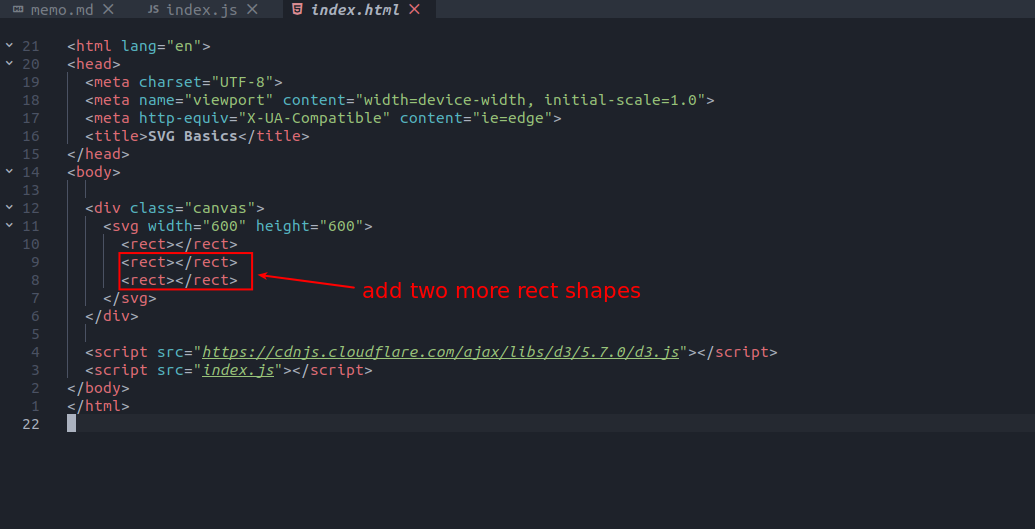 memo.md JS index.js index.html
21 <html lang="en">
20 <head>
19 <meta charset="UTF-8">
18 <meta name="viewport" content="width=device-width, initial-scale=1.0">
17 <meta http-equiv="X-UA-Compatible" content="ie=edge">
16 <title>SVG Basics</title>
15 </head>
14 <body>
13
12 <div class="canvas">
11 <svg width="600" height="600">
10 <rect></rect>
9 <rect></rect>
8 <rect></rect>
add two more rect shapes
7 </svg>
6 </div>
5
4 <script src="https://cdnjs.cloudflare.com/ajax/libs/d3/5.7.0/d3.js"></script>
3 <script src="index.js"></script>
2 </body>
1 </html>
22